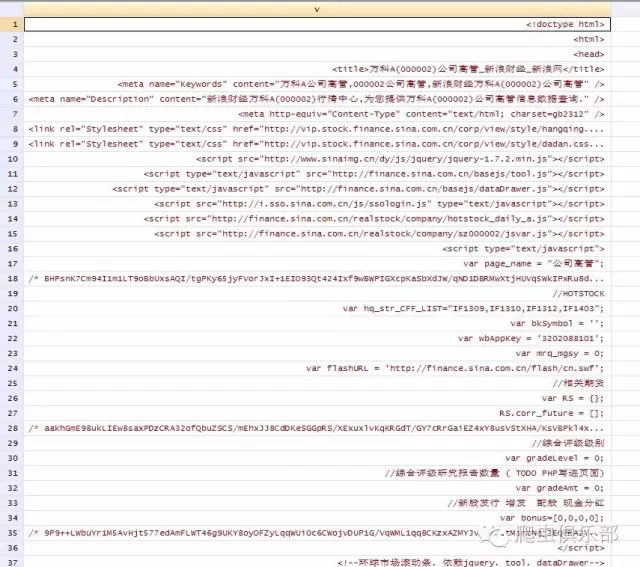 v
1 <!doctype html>
2 <html>
3 <head>
4 <title>万科A(000002)公司高管_新浪财经_新浪网</title>
5 <meta name="Keywords" content="万科A公司高管,000002公司高管,新浪财经万科A(000002)公司高管" />
6 <meta name="Description" content="新浪财经万科A(000002)行情中心,为您提供万科A(000002)公司高管信息数据查询." />
7 <meta http-equiv="Content-Type" content="text/html; charset=gb2312" />
8 <link rel="Stylesheet" type="text/css" href="http://vip.stock.finance.sina.com.cn/corp/view/style/hangqing....
9 <link rel="Stylesheet" type="text/css" href="http://vip.stock.finance.sina.com.cn/corp/view/style/dadan.css...
10 <script src="http://www.sinaimg.cn/dy/js/jquery/jquery-1.7.2.min.js"></script>
11 <script type="text/javascript" src="http://finance.sina.com.cn/basejs/tool.js"></script>
12 <script type="text/javascript" src="http://finance.sina.com.cn/basejs/dataDrawer.js"></script>
13 <script src="http://i.sso.sina.com.cn/js/ssologin.js" type="text/javascript"></script>
14 <script src="http://finance.sina.com.cn/realstock/company/hotstock_daily_a.js"></script>
15 <script src="http://finance.sina.com.cn/realstock/company/sz000002/jsvar.js"></script>
16 <script type="text/javascript">
17 var page_name = "公司高管";
18 /*
19 //HOTSTOCK
20 var hq_str_CFF_LIST="IF1309,IF1310,IF1312,IF1403";
21 var bkSymbol = '';
22 var wbAppKey = '3202088101';
23 var mrq_mgsy = 0;
24 var flashURL = 'http://finance.sina.com.cn/flash/cn.swf';
25 //相关期货
26 var RS = {};
27 RS.corr_future = [];
28 /*
29 //综合评级级别
30 var gradeLevel = 0;
31 //综合评级研究报告数量 ( TODO PHP写进页面)
32 var gradeAmt = 0;
33 //新股发行 增发 配股 现金分红
34 var bonus=[0,0,0,0];
35 /*
爬虫俱乐部
36 </script>
37 <!--环球市场滚动条. 依赖jquery. tool. dataDrawer-->